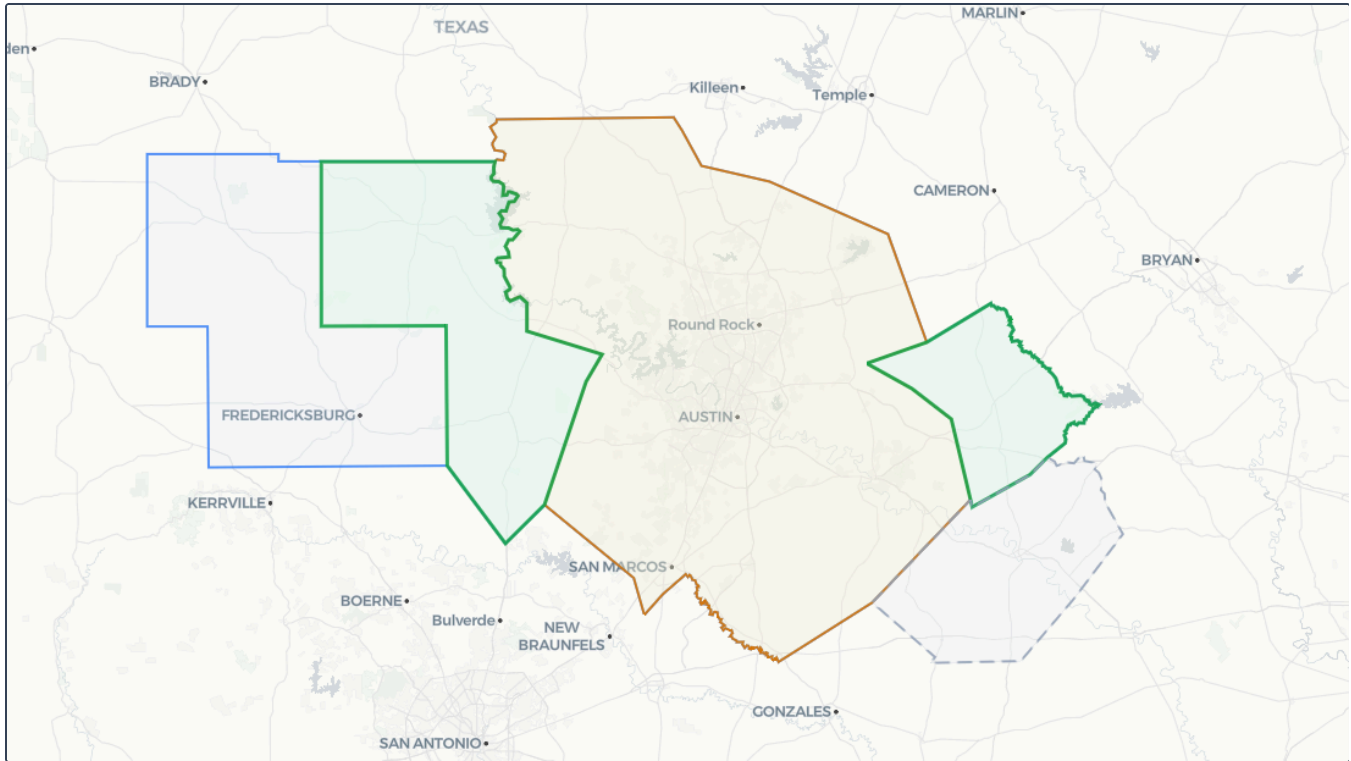 MARLIN
TEXAS
den
BRADY
Killeen
Temple
CAMERON
BRYAN
Round Rock
FREDERICKSBURG
AUSTIN
KERRVILLE
SAN MARCOS
BOERNE
Bulverde
NEW
BRAUNFELS
GONZALES
SAN ANTONIO